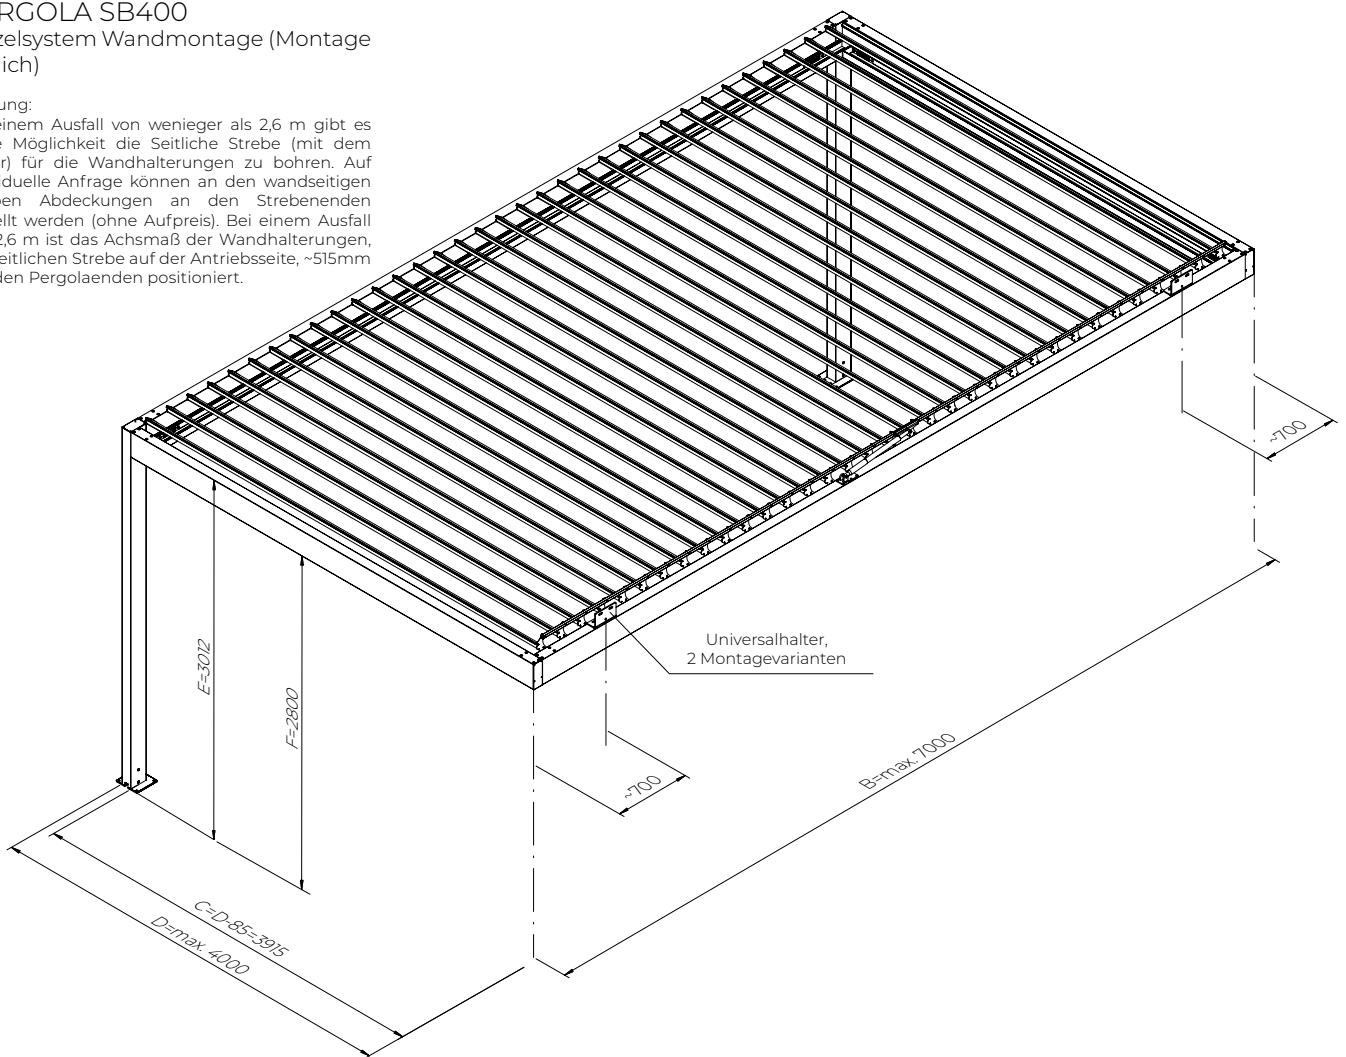 RGOLA SB400
zelsystem Wandmontage (Montage
lich)
ung:
einem Ausfall von wenieger als 2,6 m gibt es
e Möglichkeit die Seitliche Strebe (mit dem
r) für die Wandhalterungen zu bohren. Auf
viduelle Anfrage können an den wandseitigen
ben Abdeckungen an den Strebenenden
ellt werden (ohne Aufpreis). Bei einem Ausfall
2,6 m ist das Achsmaß der Wandhalterungen,
eitlichen Strebe auf der Antriebsseite, ~515mm
den Pergolaenden positioniert.
~700
E=3012
F=2800
Universalhalter,
2 Montagevarianten
~700
B=max. 7000
C=D-85=3915
D=max. 4000